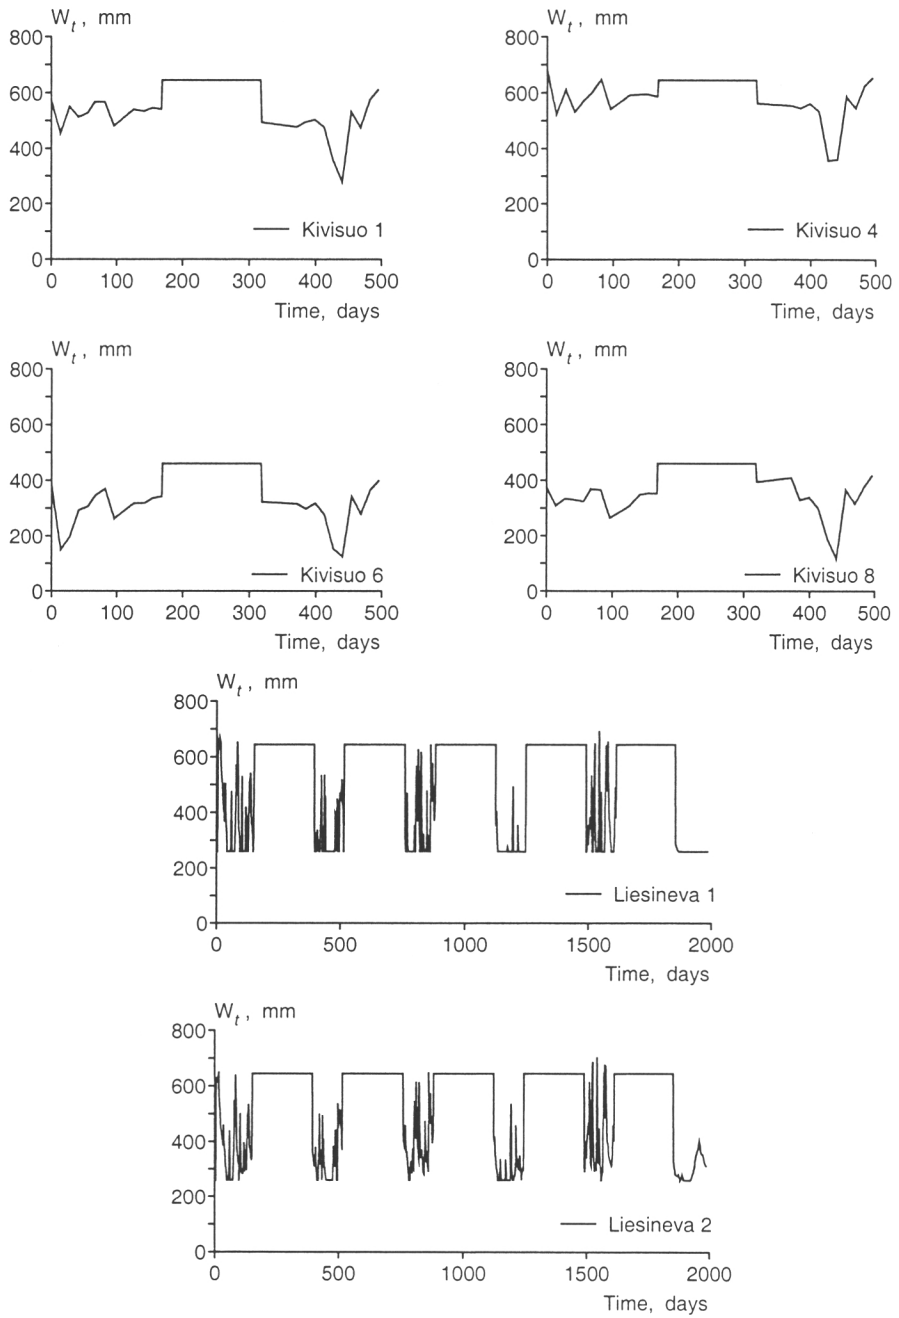 W_t, mm
800
600
400
200
0
0 100 200 300 400 500
Time, days
Kivisuo 1
W_t, mm
800
600
400
200
0
0 100 200 300 400 500
Time, days
Kivisuo 4
W_t, mm
800
600
400
200
0
0 100 200 300 400 500
Time, days
Kivisuo 6
W_t, mm
800
600
400
200
0
0 100 200 300 400 500
Time, days
Kivisuo 8
W_t, mm
800
600
400
200
0
0 500 1000 1500 2000
Time, days
Liesineva 1
W_t, mm
800
600
400
200
0
0 500 1000 1500 2000
Time, days
Liesineva 2